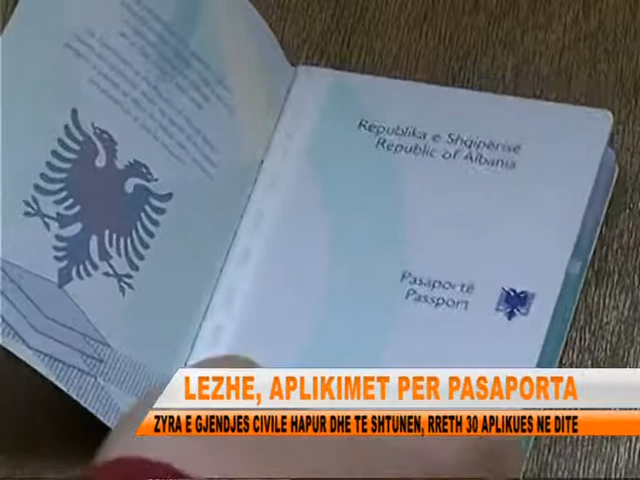 Republika e Shqipërisë
Republic of Albania
Pasaportë
Passport
LEZHE, APLIKIMET PER PASAPORTA
ZYRA E GJENDJES CIVILE HAPUR DHE TE SHTUNEN, RRETH 30 APLIKUES NE DITE